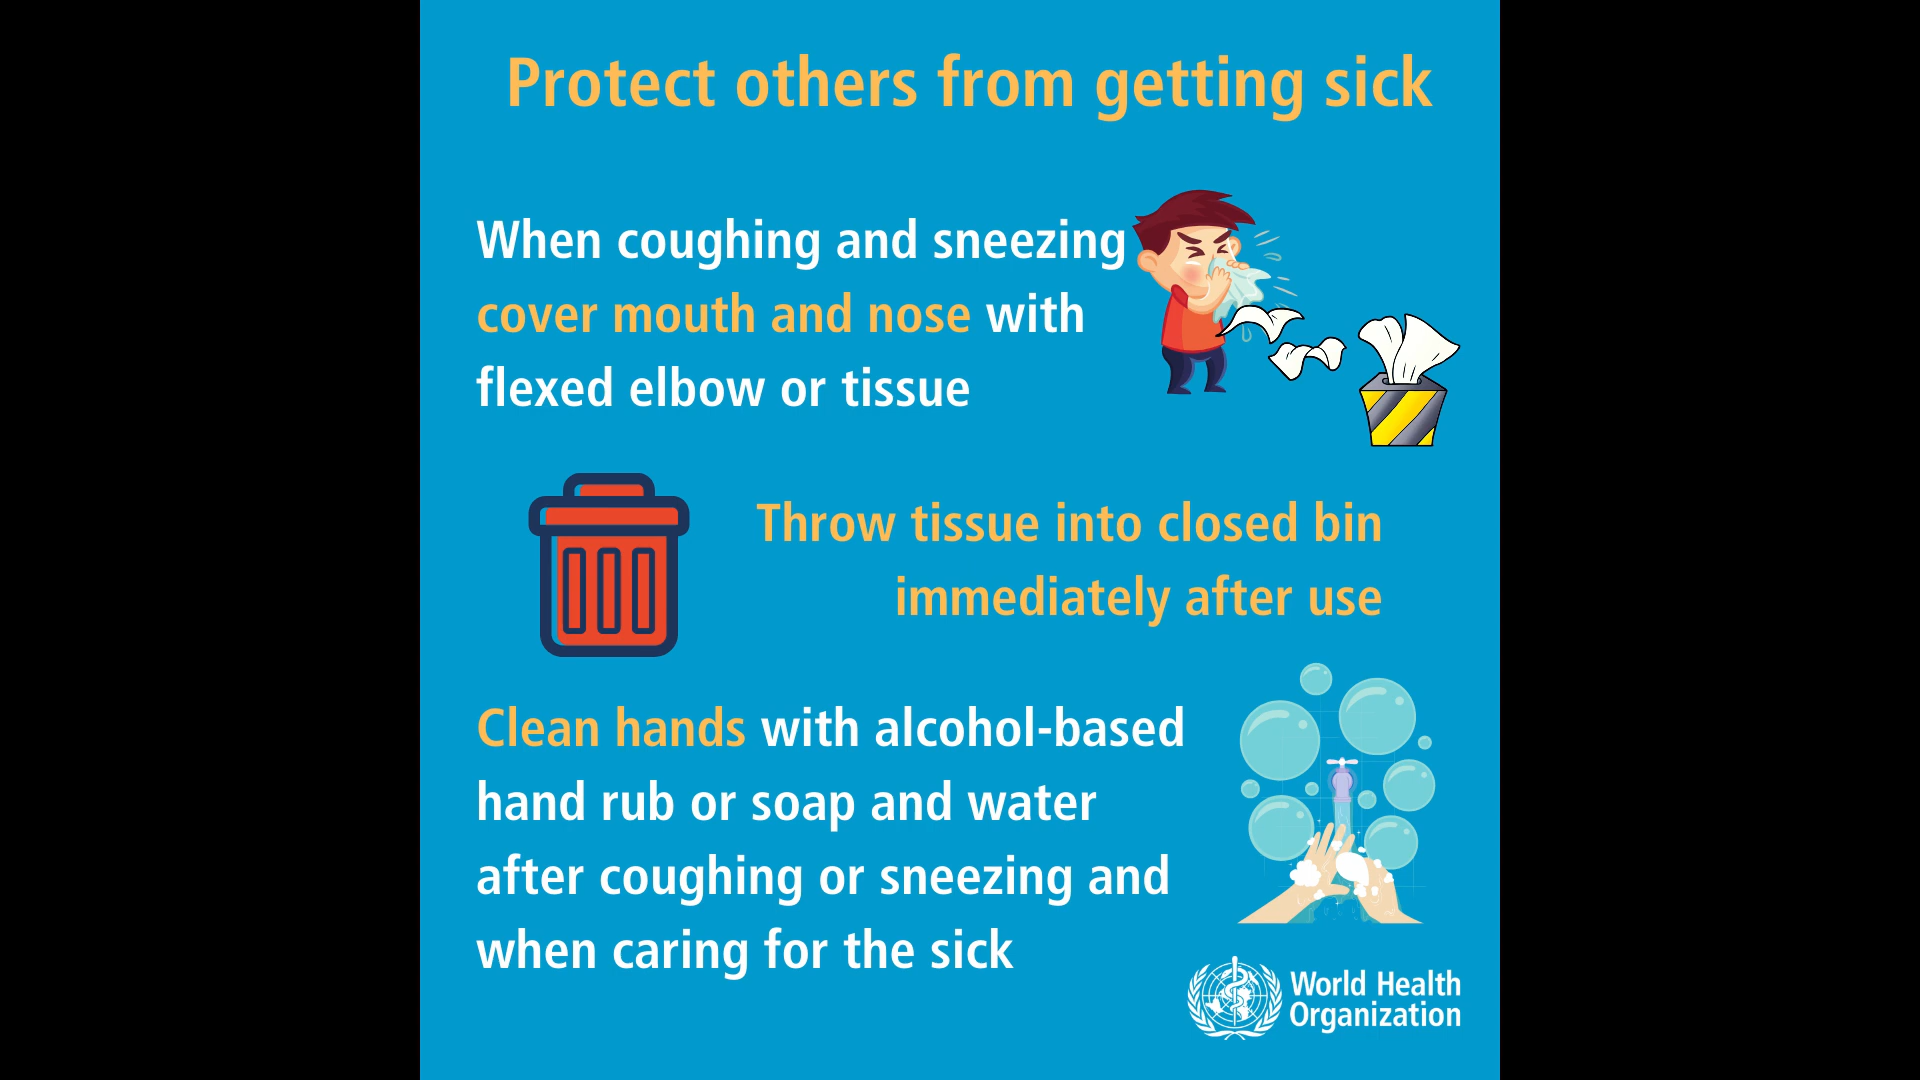 Protect others from getting sick
When coughing and sneezing
cover mouth and nose with
flexed elbow or tissue
Throw tissue into closed bin
immediately after use
Clean hands with alcohol-based
hand rub or soap and water
after coughing or sneezing and
when caring for the sick
World Health
Organization